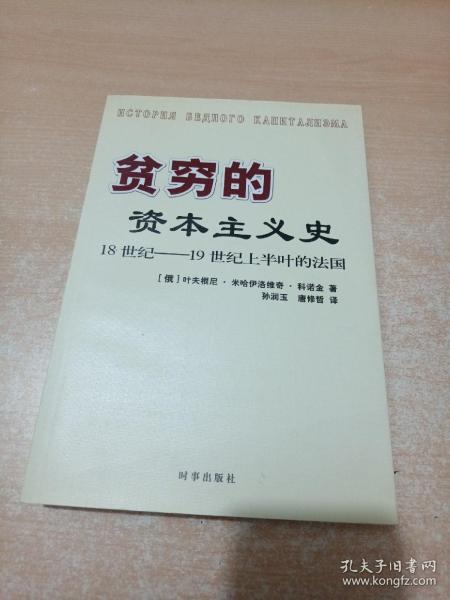 ИСТОРИЯ БЕДНОГО КАПИТАЛИЗМА
贫穷的
资本主义史
18世纪——19世纪上半叶的法国
[俄]叶夫根尼·米哈伊洛维奇·科诺金 著
孙润玉 唐修哲 译
时事出版社
孔夫子旧书网
www.kongfz.com